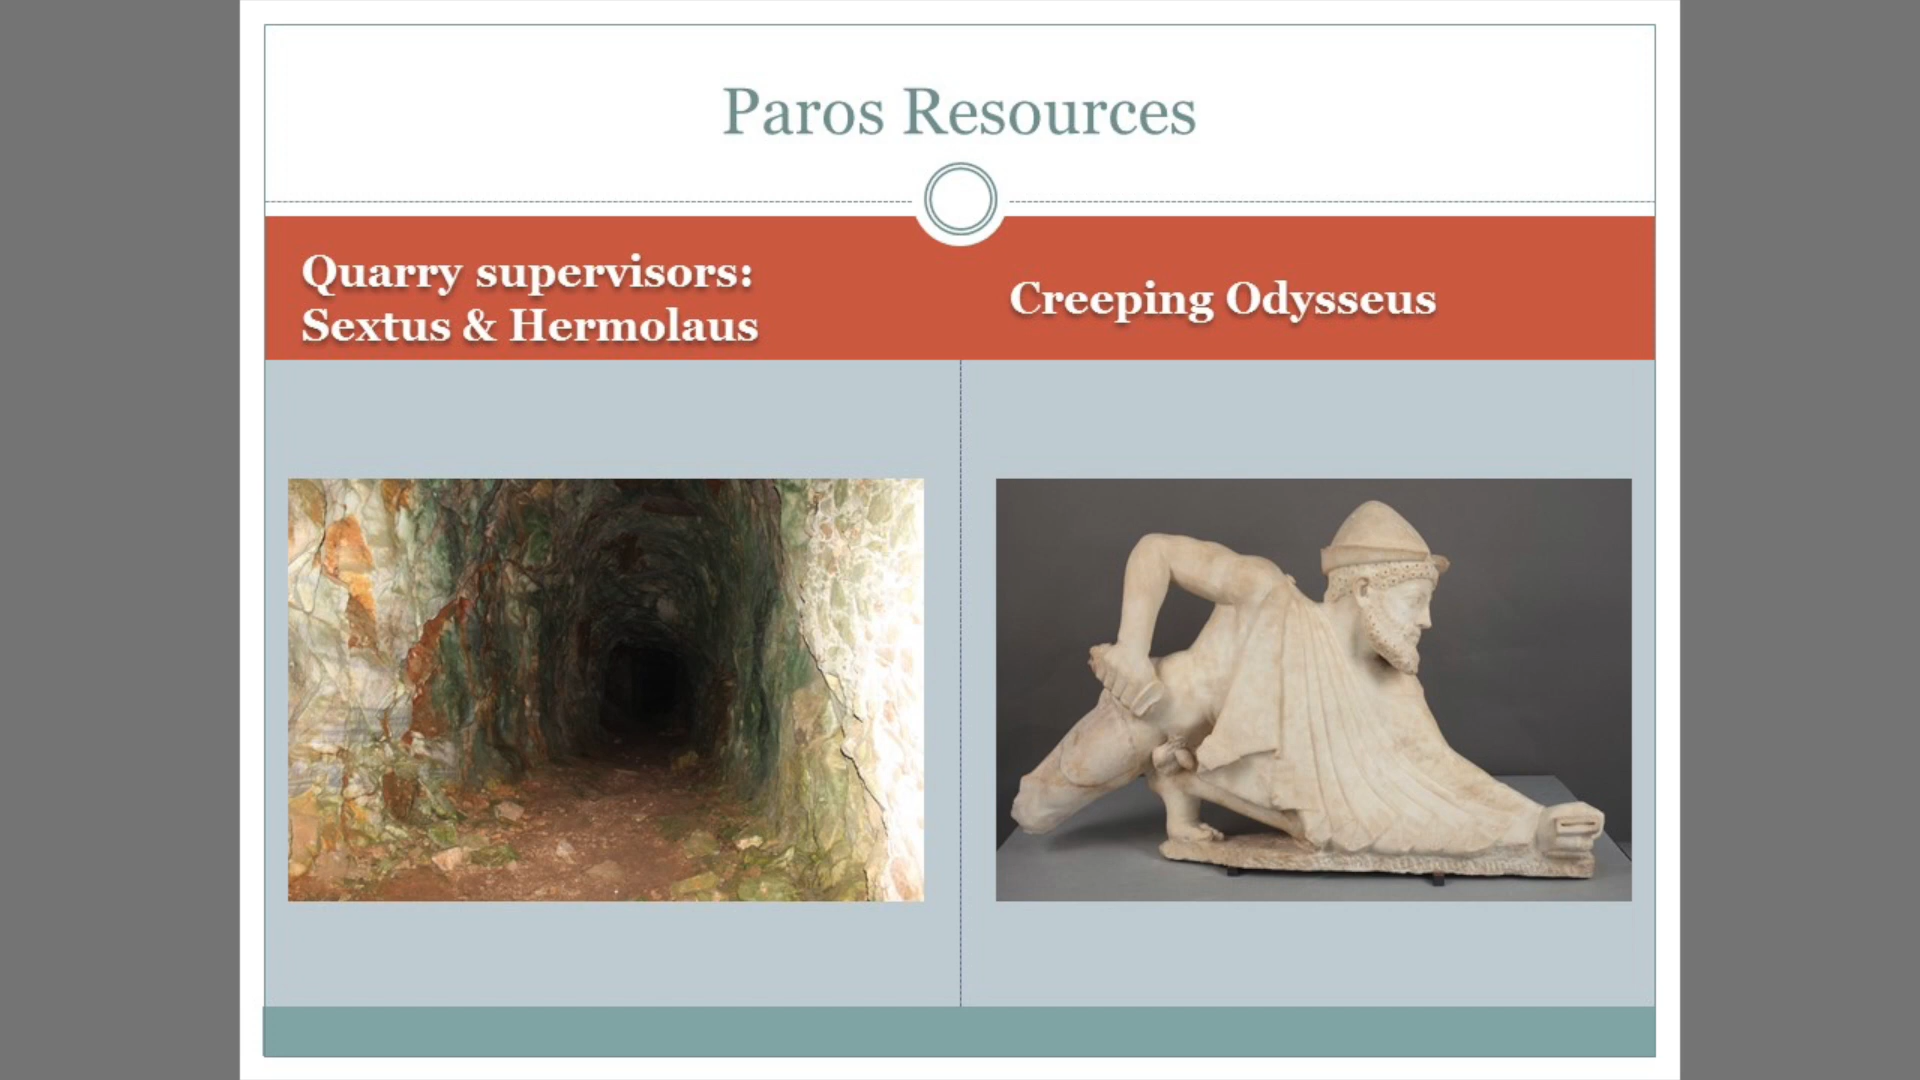 Paros Resources
Quarry supervisors:
Sextus & Hermolaus
Creeping Odysseus